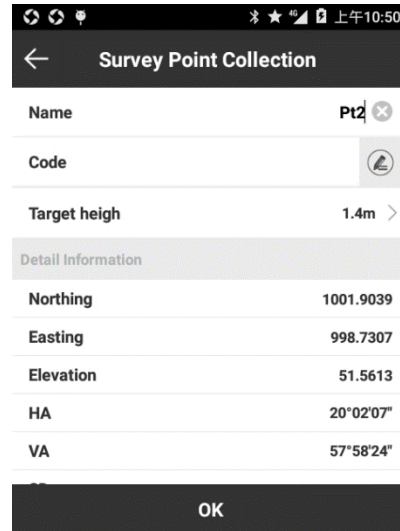 4G 上午10:50
Survey Point Collection
Name Pt2
Code
Target heigh 1.4m
Detail Information
Northing 1001.9039
Easting 998.7307
Elevation 51.5613
HA 20°02'07"
VA 57°58'24"
OK